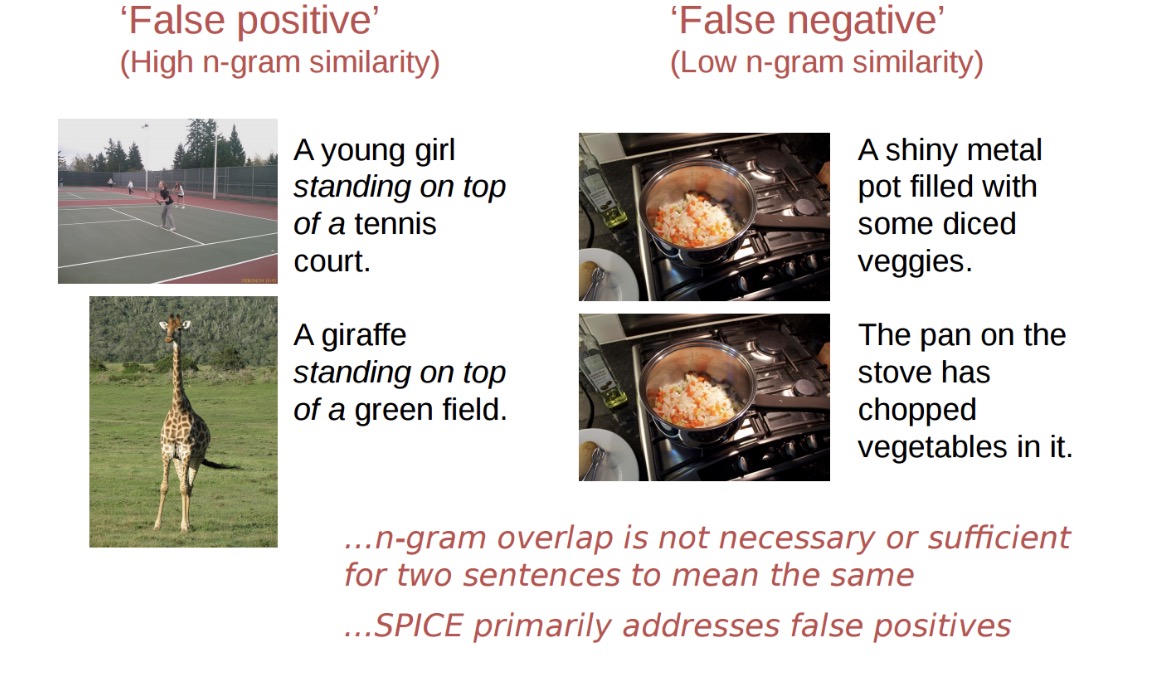 ‘False positive’
(High n-gram similarity)
A young girl
standing on top
of a tennis
court.
A giraffe
standing on top
of a green field.
‘False negative’
(Low n-gram similarity)
A shiny metal
pot filled with
some diced
veggies.
The pan on the
stove has
chopped
vegetables in it.
...n-gram overlap is not necessary or sufficient
for two sentences to mean the same
...SPICE primarily addresses false positives